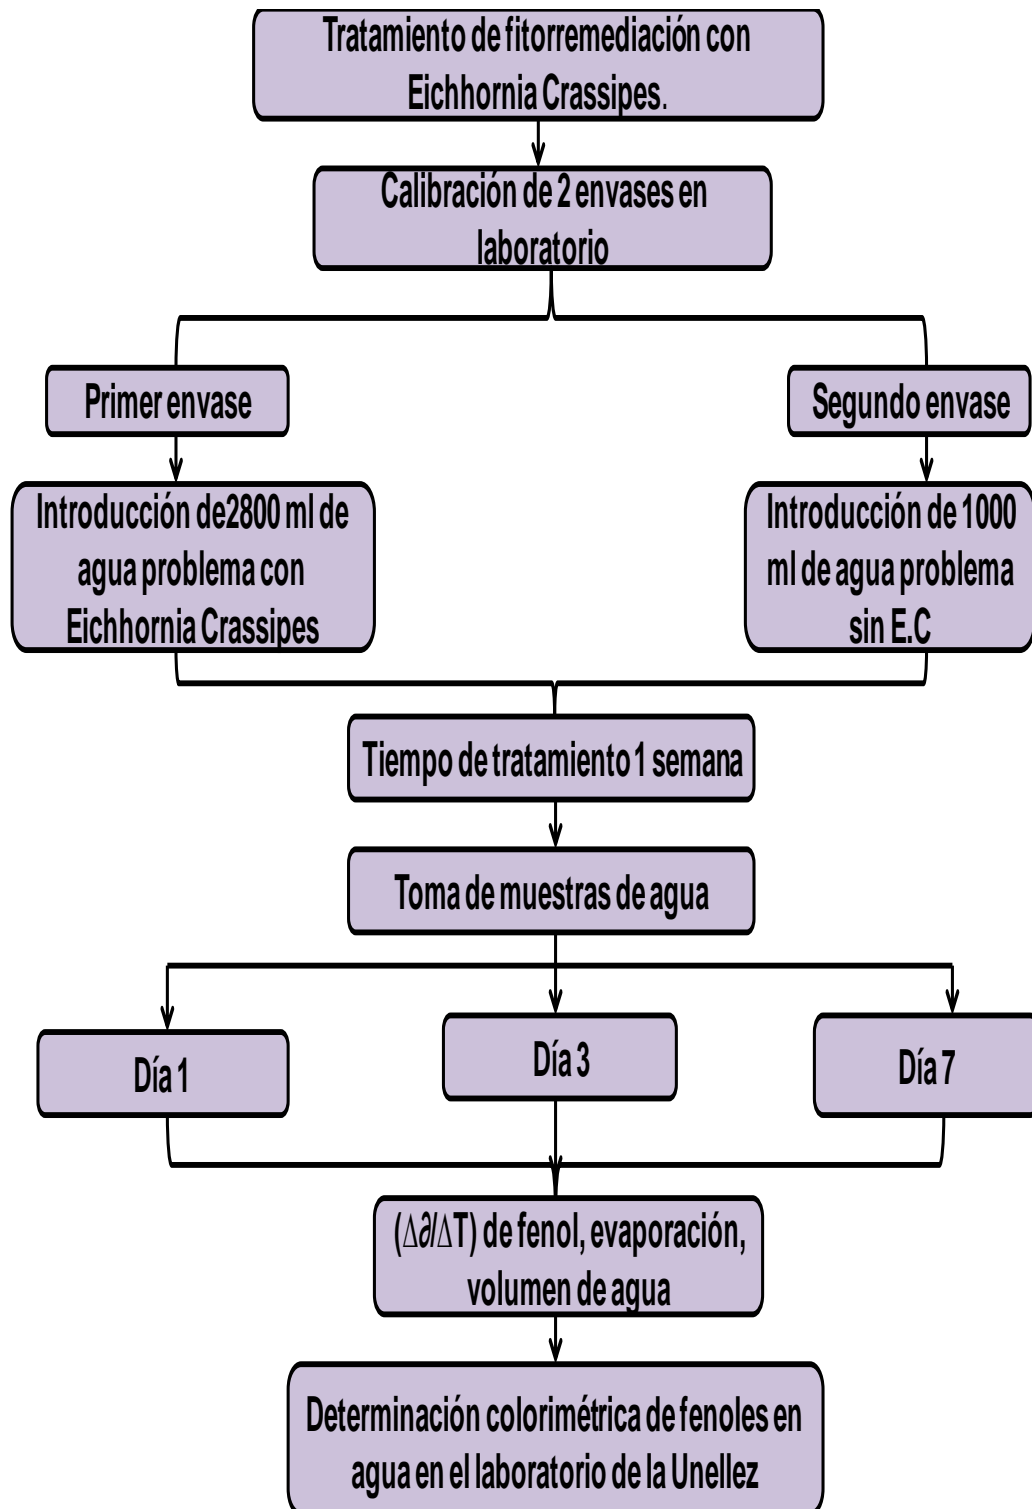 Tratamiento de fitorremediación con
Eichhornia Crassipes.
Calibración de 2 envases en
laboratorio
Primer envase
Segundo envase
Introducción de2800 ml de
agua problema con
Eichhornia Crassipes
Introducción de 1000
ml de agua problema
sin E.C
Tiempo de tratamiento 1 semana
Toma de muestras de agua
Día 1
Día 3
Día 7
(∆∂/∆T) de fenol, evaporación,
volumen de agua
Determinación colorimétrica de fenoles en
agua en el laboratorio de la Unellez